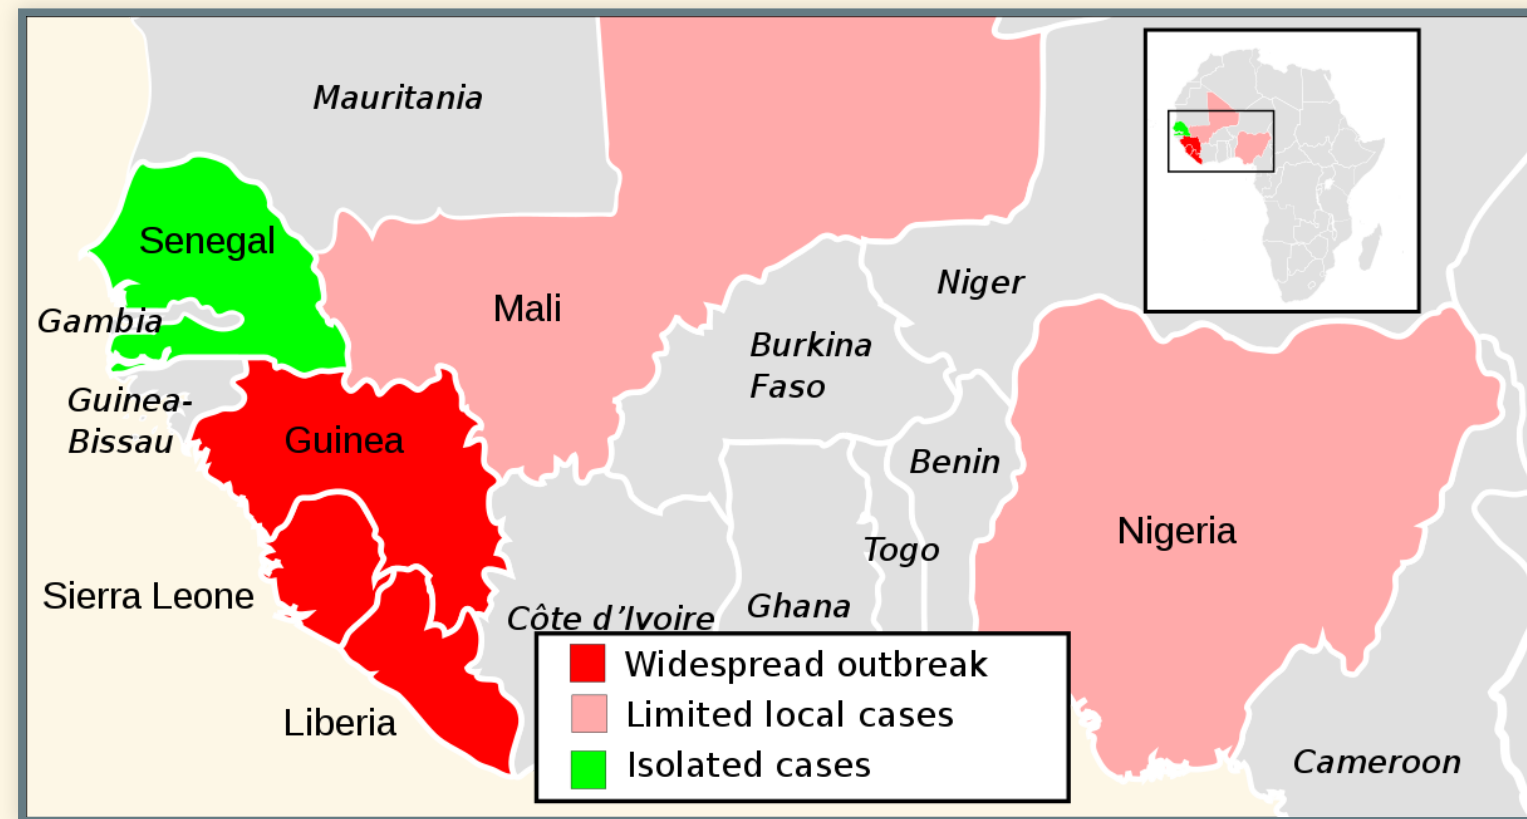 Mauritania
Senegal
Niger
Mali
Gambia
Burkina
Faso
Guinea-
Bissau
Guinea
Benin
Nigeria
Togo
Sierra Leone
Ghana
Côte d’Ivoire
Widespread outbreak
Limited local cases
Liberia
Isolated cases
Cameroon